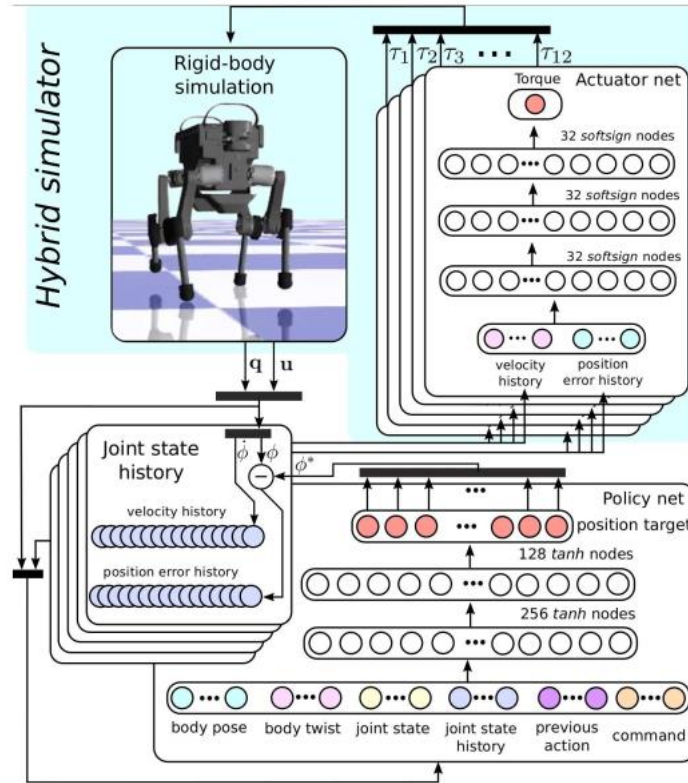 Hybrid simulator
Rigid-body
simulation
τ1 τ2 τ3 ... τ12
Actuator net
Torque
32 softsign nodes
32 softsign nodes
32 softsign nodes
velocity
history
position
error history
q u
Joint state
history
ϕ̇ ϕ
−
ϕ*
velocity history
position error history
Policy net
position target
128 tanh nodes
256 tanh nodes
body pose
body twist
joint state
joint state
history
previous
action
command